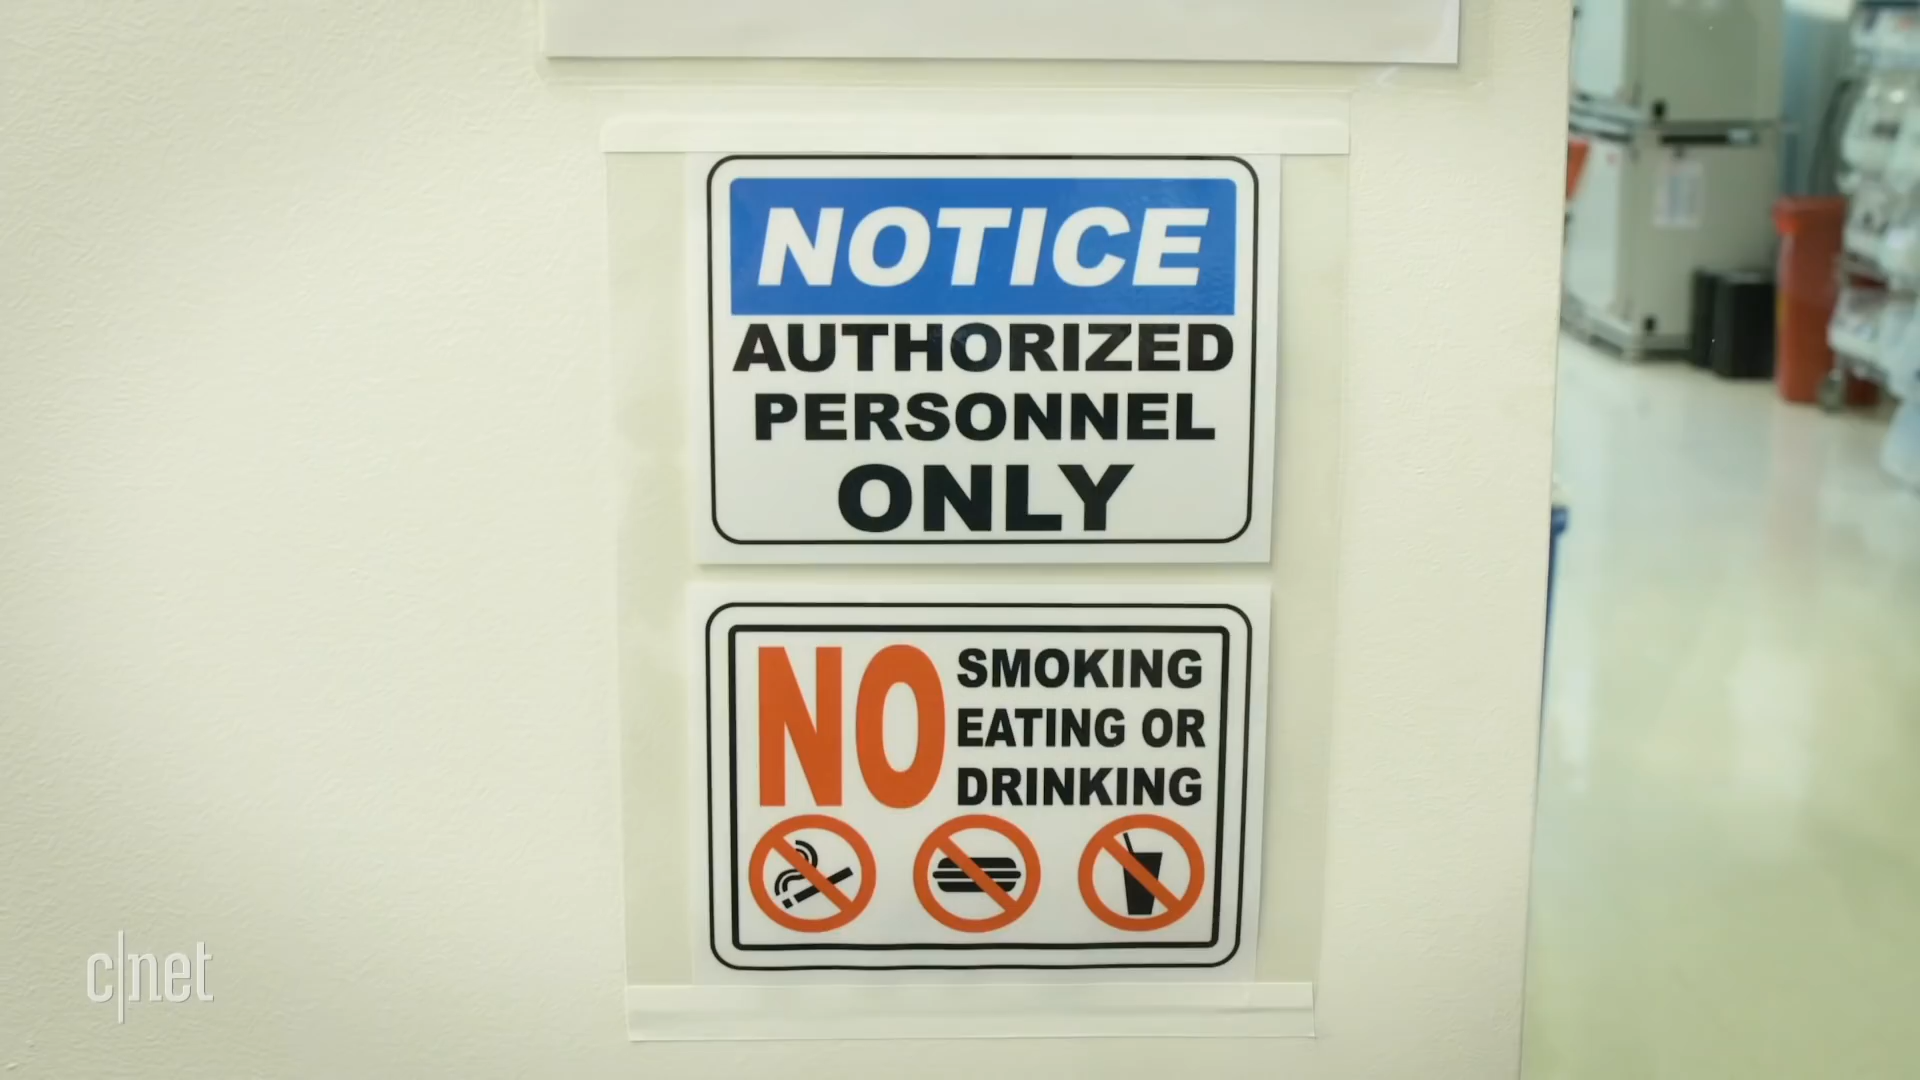 NOTICE
AUTHORIZED
PERSONNEL
ONLY
NO
SMOKING
EATING OR
DRINKING
c|net